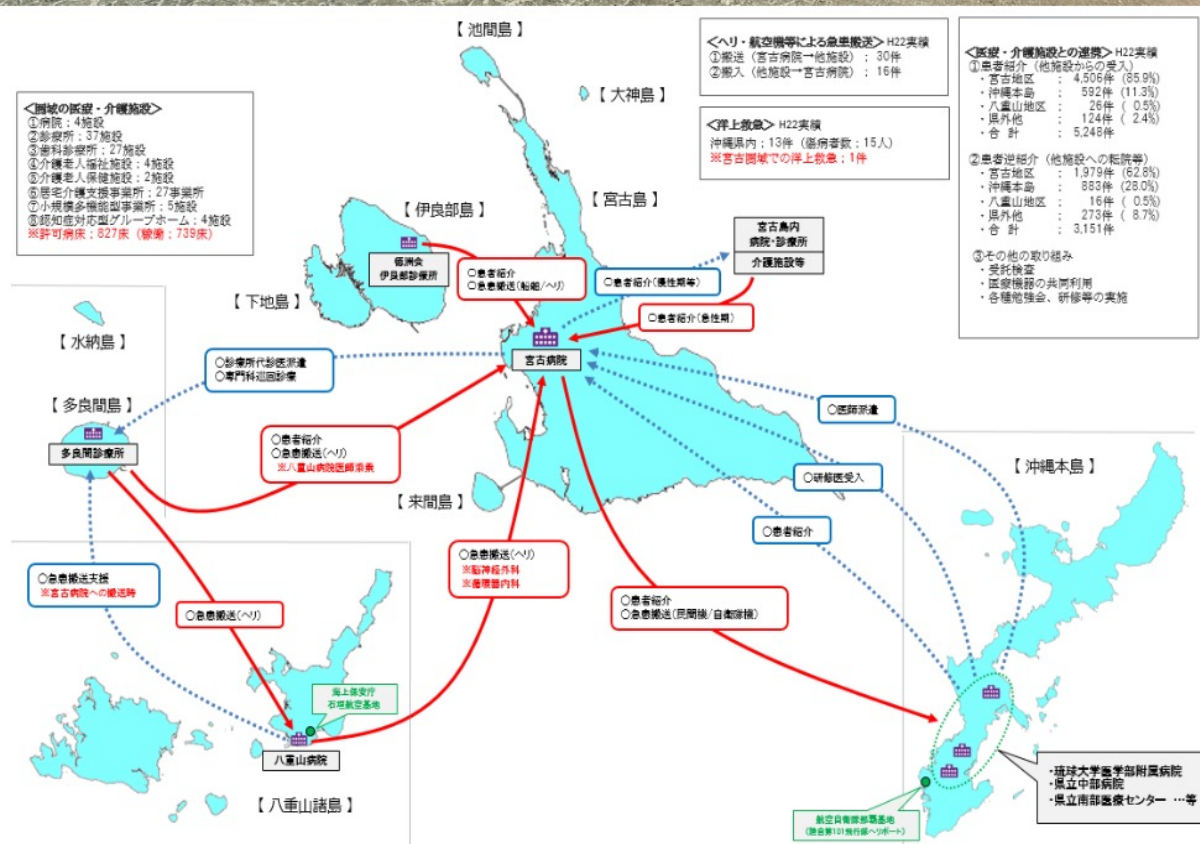 【 池間島 】
【 大神島 】
<ヘリ・航空機等による急患搬送> H22実績
①搬送(宮古病院→他施設) : 30件
②搬入(他施設→宮古病院) : 16件
<洋上救急> H22実績
沖縄県内:13件(傷病者数:15人)
※宮古圏域での洋上救急:1件
<医療・介護施設との連携> H22実績
①患者紹介(他施設からの受入)
・宮古地区 : 4,506件(85.9%)
・沖縄本島 : 592件(11.3%)
・八重山地区 : 26件( 0.5%)
・県外他 : 124件( 2.4%)
・合 計 : 5,248件
②患者逆紹介(他施設への転院等)
・宮古地区 : 1,979件(62.8%)
・沖縄本島 : 883件(28.0%)
・八重山地区 : 16件( 0.5%)
・県外他 : 273件( 8.7%)
・合 計 : 3,151件
③その他の取り組み
・受託検査
・医療機器の共同利用
・各種勉強会、研修等の実施
<圏域の医療・介護施設>
①病院:4施設
②診療所:37施設
③歯科診療所:27施設
④介護老人福祉施設:4施設
⑤介護老人保健施設:2施設
⑥居宅介護支援事業所:27事業所
⑦小規模多機能型事業所:5施設
⑧認知症対応型グループホーム:4施設
※許可病床:827床(稼働:739床)
【 伊良部島 】
【 宮古島 】
徳洲会
伊良部診療所
○患者紹介
○急患搬送(船舶/ヘリ)
宮古島内
病院・診療所
介護施設等
○患者紹介(慢性期等)
○患者紹介(急性期)
【 下地島 】
【 水納島 】
宮古病院
○診療所代診医派遣
○専門科巡回診療
【 多良間島 】
多良間診療所
○患者紹介
○急患搬送(ヘリ)
※八重山病院医師添乗
【 来間島 】
○医師派遣
○研修医受入
○患者紹介
【 沖縄本島 】
○急患搬送支援
※宮古病院への搬送時
○急患搬送(ヘリ)
○急患搬送(ヘリ)
※脳神経外科
※循環器内科
○患者紹介
○急患搬送(民間機/自衛隊機)
海上保安庁
石垣航空基地
八重山病院
【 八重山諸島 】
・琉球大学医学部附属病院
・県立中部病院
・県立南部医療センター …等
航空自衛隊那覇基地
(陸自第101飛行隊ヘリポート)